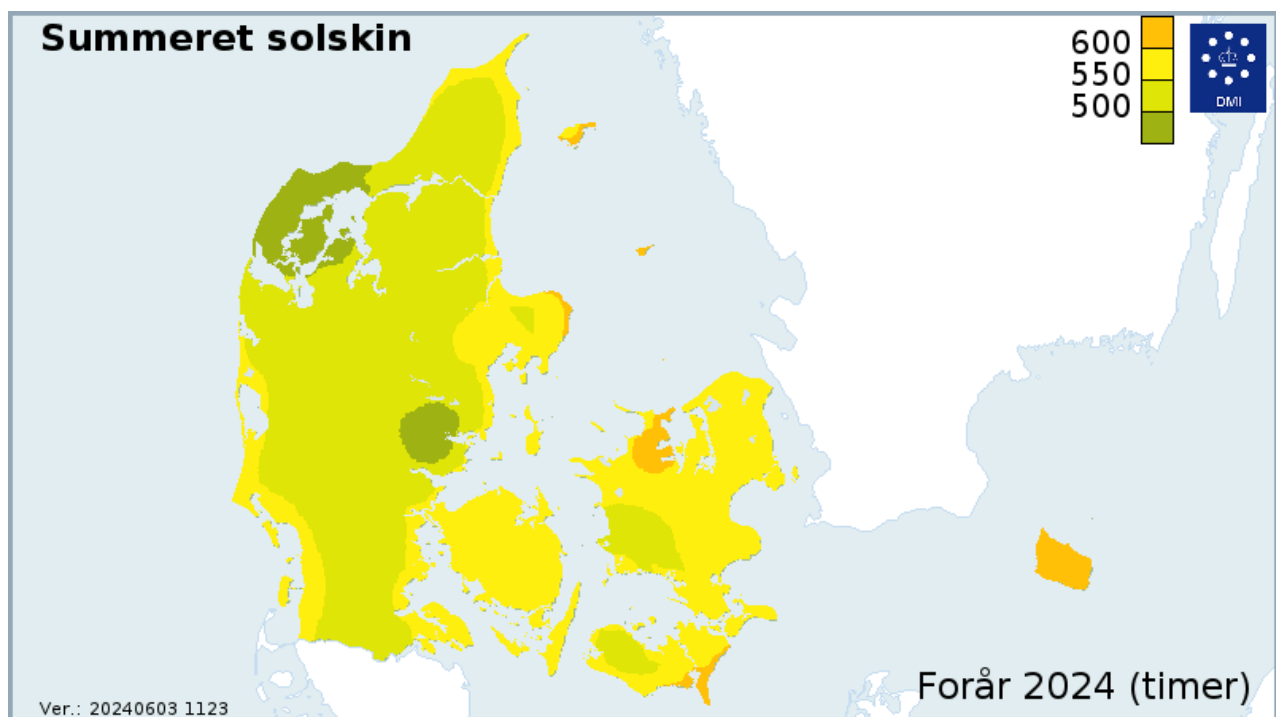 Summeret solskin
600
550
500
DMI
Forår 2024 (timer)
Ver.: 20240603 1123